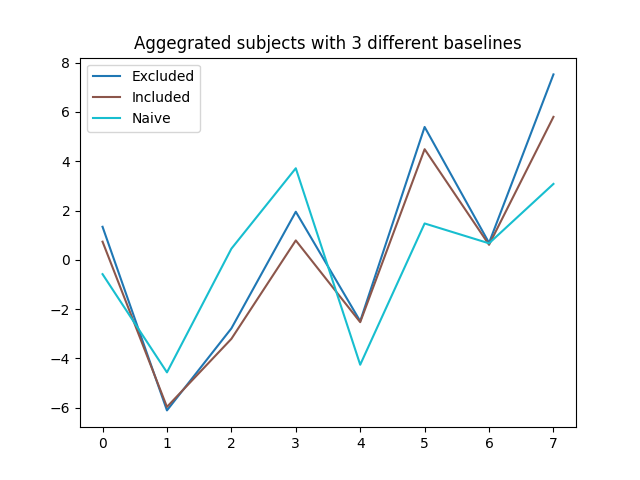 Aggegrated subjects with 3 different baselines
Excluded
Included
Naive
8
6
4
2
0
−2
−4
−6
0 1 2 3 4 5 6 7